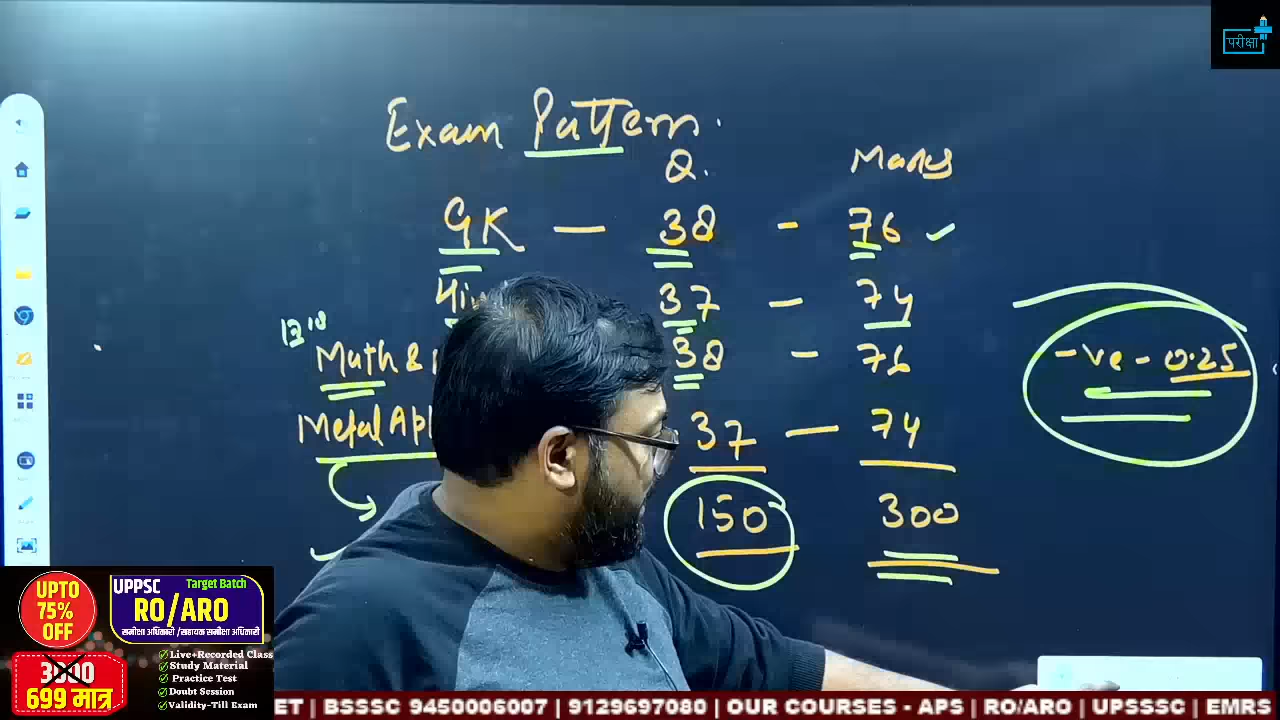 परीक्षा
Exam Pattern.
Q. Marks
GK — 38 - 76
37 - 74
12 10
Math & 38 - 76
-ve - 0.25
37 — 74
150 300
UPTO
75%
OFF
3000
699 मात्र
UPPSC Target Batch
RO/ARO
समीक्षा अधिकारी /सहायक समीक्षा अधिकारी
Live+Recorded Class
Study Material
Practice Test
Doubt Session
Validity-Till Exam
ET | BSSSC 9450006007 | 9129697080 | OUR COURSES - APS | RO/ARO | UPSSSC | EMRS